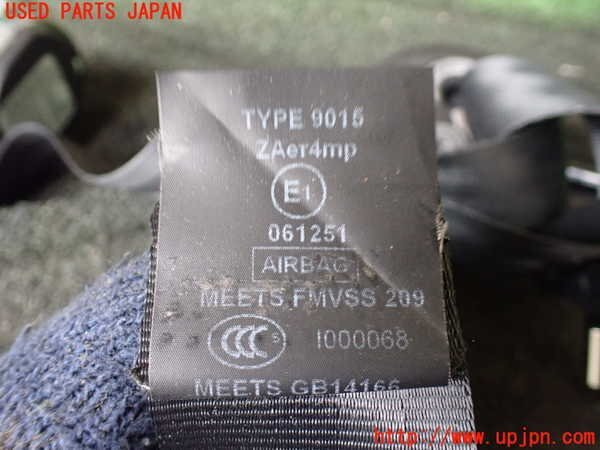 USED PARTS JAPAN
TYPE 9015
ZAer4mp
E1
061251
AIRBAG
MEETS FMVSS 209
CCC S I000068
MEETS GB14166
http://www.upjpn.com/